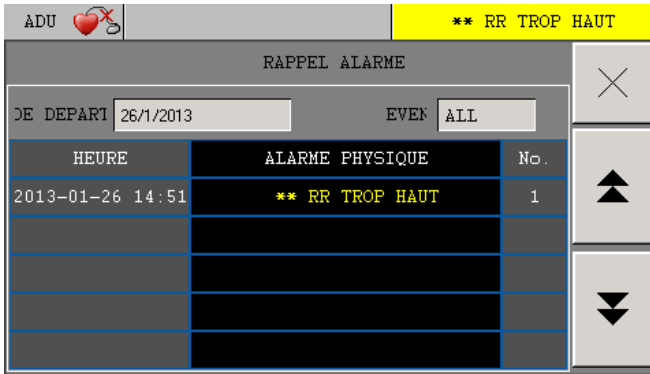 ADU ** RR TROP HAUT
RAPPEL ALARME
DE DEPART 26/1/2013 EVEN ALL
HEURE ALARME PHYSIQUE No.
2013-01-26 14:51 ** RR TROP HAUT 1